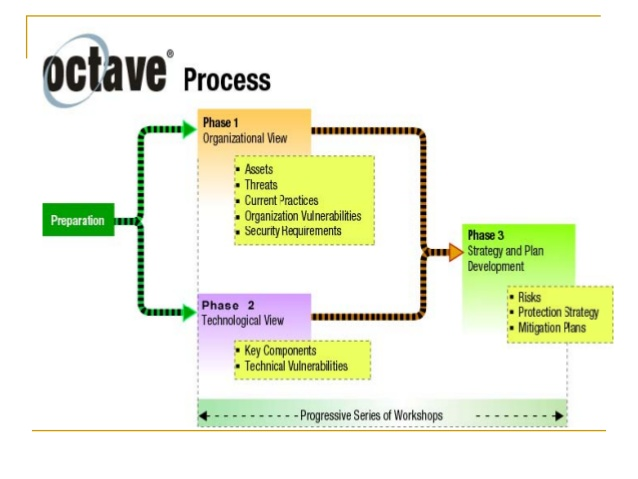 octave® Process
Phase 1
Organizational View
▪ Assets
▪ Threats
▪ Current Practices
▪ Organization Vulnerabilities
▪ Security Requirements
Preparation
Phase 2
Technological View
▪ Key Components
▪ Technical Vulnerabilities
Phase 3
Strategy and Plan
Development
▪ Risks
▪ Protection Strategy
▪ Mitigation Plans
Progressive Series of Workshops